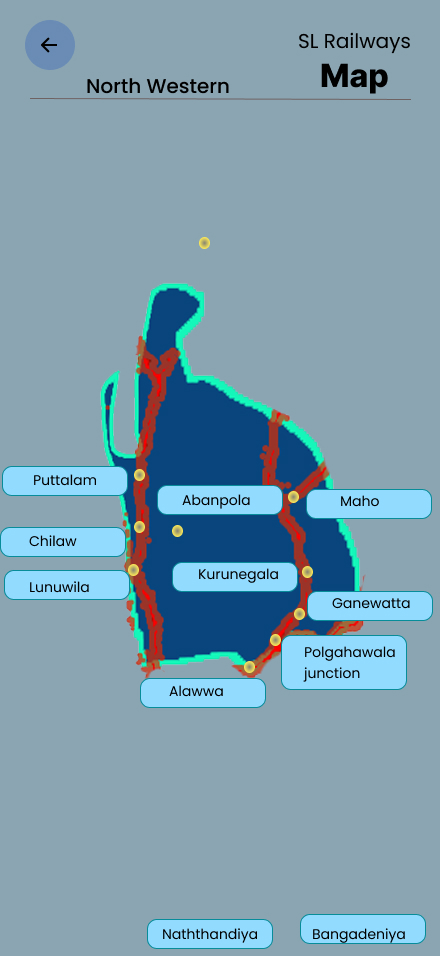 SL Railways
Map
North Western
Puttalam
Abanpola
Maho
Chilaw
Kurunegala
Lunuwila
Ganewatta
Polgahawala
junction
Alawwa
Naththandiya
Bangadeniya